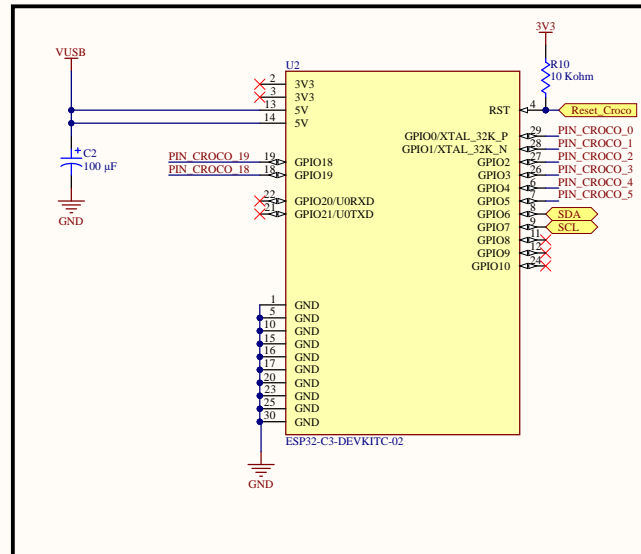 3V3
VUSB
R10
10 Kohm
U2
2 3V3
3 3V3
13 5V
14 5V
RST 4 Reset_Croco
C2
100 µF
GND
GPIO0/XTAL_32K_P 29 PIN_CROCO_0
GPIO1/XTAL_32K_N 28 PIN_CROCO_1
PIN_CROCO_19 19 GPIO18
GPIO2 27 PIN_CROCO_2
PIN_CROCO_18 18 GPIO19
GPIO3 26 PIN_CROCO_3
GPIO4 6 PIN_CROCO_4
22 GPIO20/U0RXD
GPIO5 7 PIN_CROCO_5
21 GPIO21/U0TXD
GPIO6 8 SDA
GPIO7 9 SCL
GPIO8 11
GPIO9 12
GPIO10 24
1 GND
5 GND
10 GND
15 GND
16 GND
17 GND
20 GND
23 GND
25 GND
30 GND
ESP32-C3-DEVKITC-02
GND